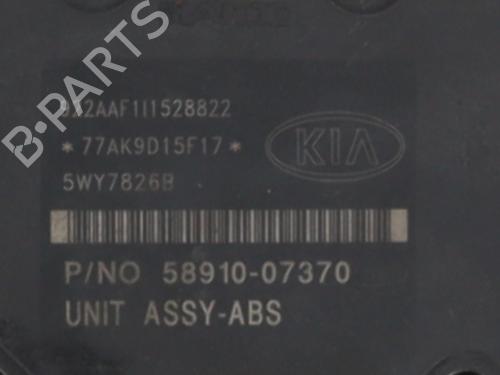 B-PARTS
*77AK9D15F17*
KIA
5WY7826B
P/NO 58910-07370
UNIT ASSY-ABS